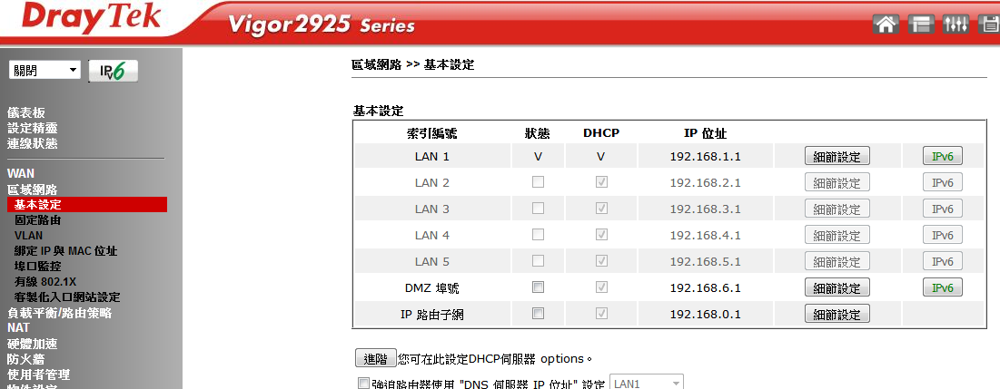 DrayTek Vigor2925 Series
關閉 IPv6
儀表板
設定精靈
連線狀態
WAN
區域網路
基本設定
固定路由
VLAN
綁定 IP 與 MAC 位址
埠口監控
有線 802.1X
客製化入口網站設定
負載平衡/路由策略
NAT
硬體加速
防火牆
使用者管理
物件設定
區域網路 >> 基本設定
基本設定
索引編號 狀態 DHCP IP 位址
LAN 1 V V 192.168.1.1 細節設定 IPv6
LAN 2 192.168.2.1 細節設定 IPv6
LAN 3 192.168.3.1 細節設定 IPv6
LAN 4 192.168.4.1 細節設定 IPv6
LAN 5 192.168.5.1 細節設定 IPv6
DMZ 埠號 192.168.6.1 細節設定 IPv6
IP 路由子網 192.168.0.1 細節設定
進階 您可在此設定DHCP伺服器 options。
強迫路由器使用 "DNS 伺服器 IP 位址" 設定 LAN1